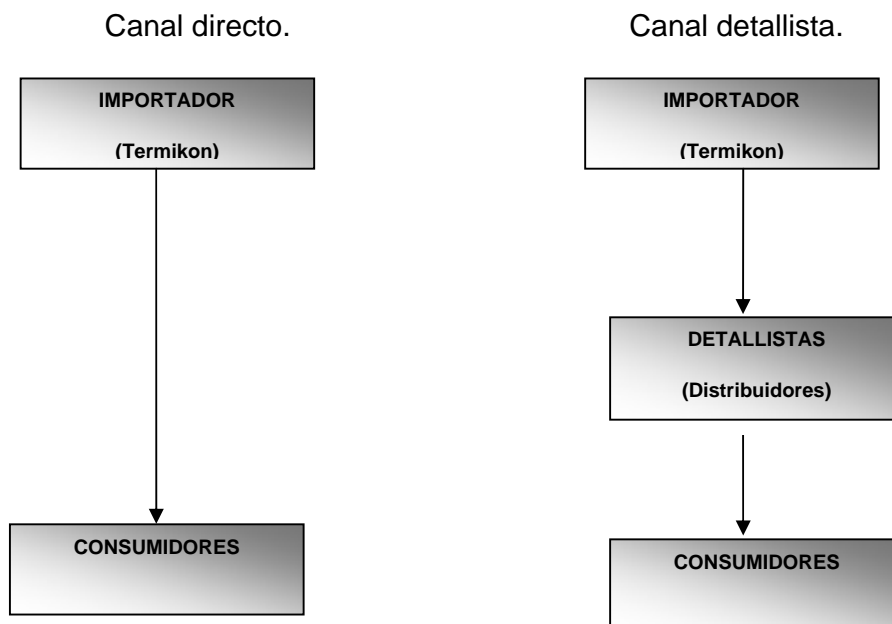 Canal directo.
IMPORTADOR
(Termikon)
CONSUMIDORES
Canal detallista.
IMPORTADOR
(Termikon)
DETALLISTAS
(Distribuidores)
CONSUMIDORES